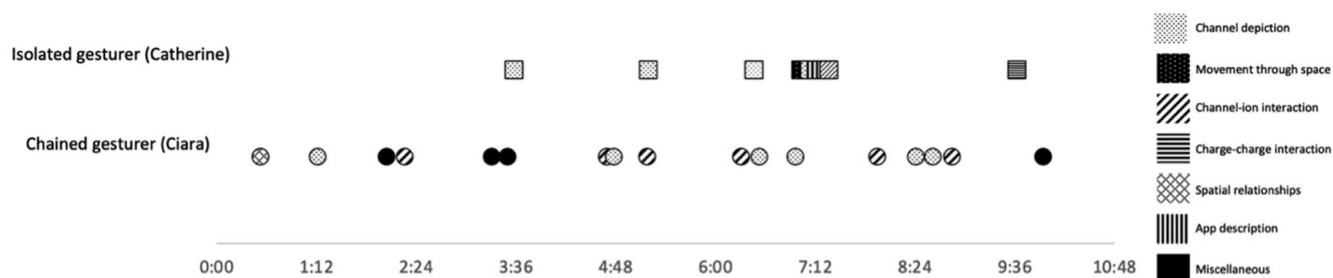 Isolated gesturer (Catherine)
Chained gesturer (Ciara)
0:00 1:12 2:24 3:36 4:48 6:00 7:12 8:24 9:36 10:48
Channel depiction
Movement through space
Channel-ion interaction
Charge-charge interaction
Spatial relationships
App description
Miscellaneous